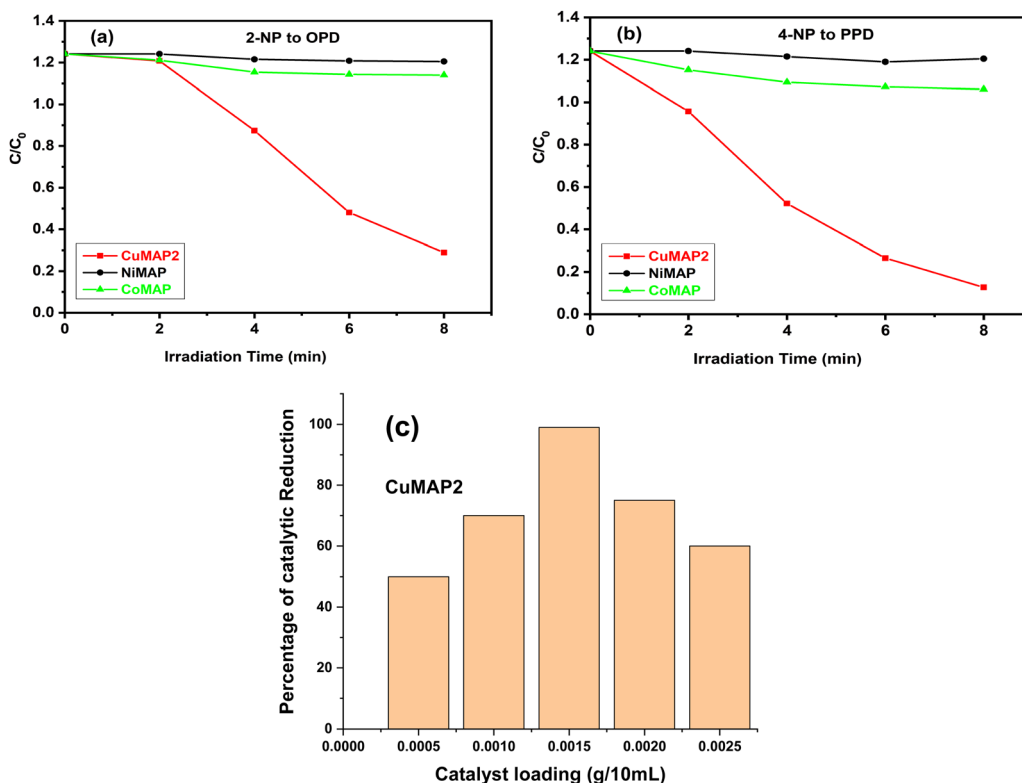 (a)
2-NP to OPD
C/C0
1.4
1.2
1.0
0.8
0.6
0.4
0.2
0.0
CuMAP2
NiMAP
CoMAP
0 2 4 6 8
Irradiation Time (min)
(b)
4-NP to PPD
C/C0
1.4
1.2
1.0
0.8
0.6
0.4
0.2
0.0
CuMAP2
NiMAP
CoMAP
0 2 4 6 8
Irradiation Time (min)
(c)
CuMAP2
Percentage of catalytic Reduction
100
80
60
40
20
0
0.0000 0.0005 0.0010 0.0015 0.0020 0.0025
Catalyst loading (g/10mL)